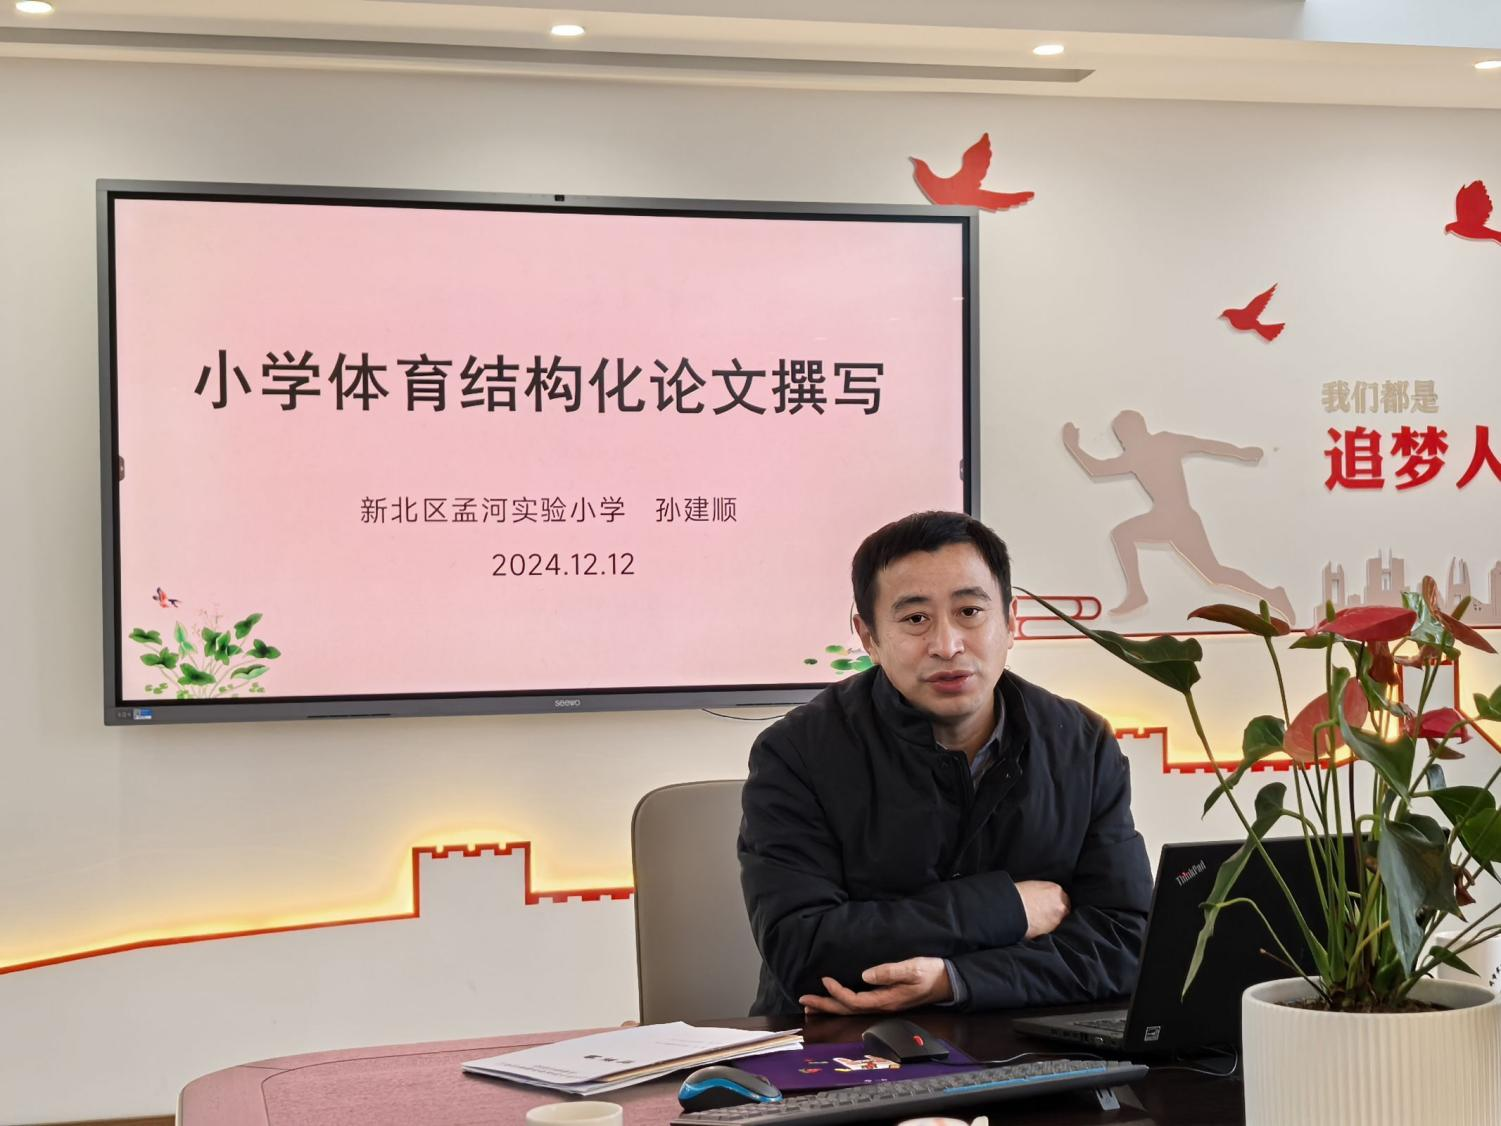 小学体育结构化论文撰写
新北区孟河实验小学 孙建顺
2024.12.12
seewo
我们都是
追梦人
ThinkPad